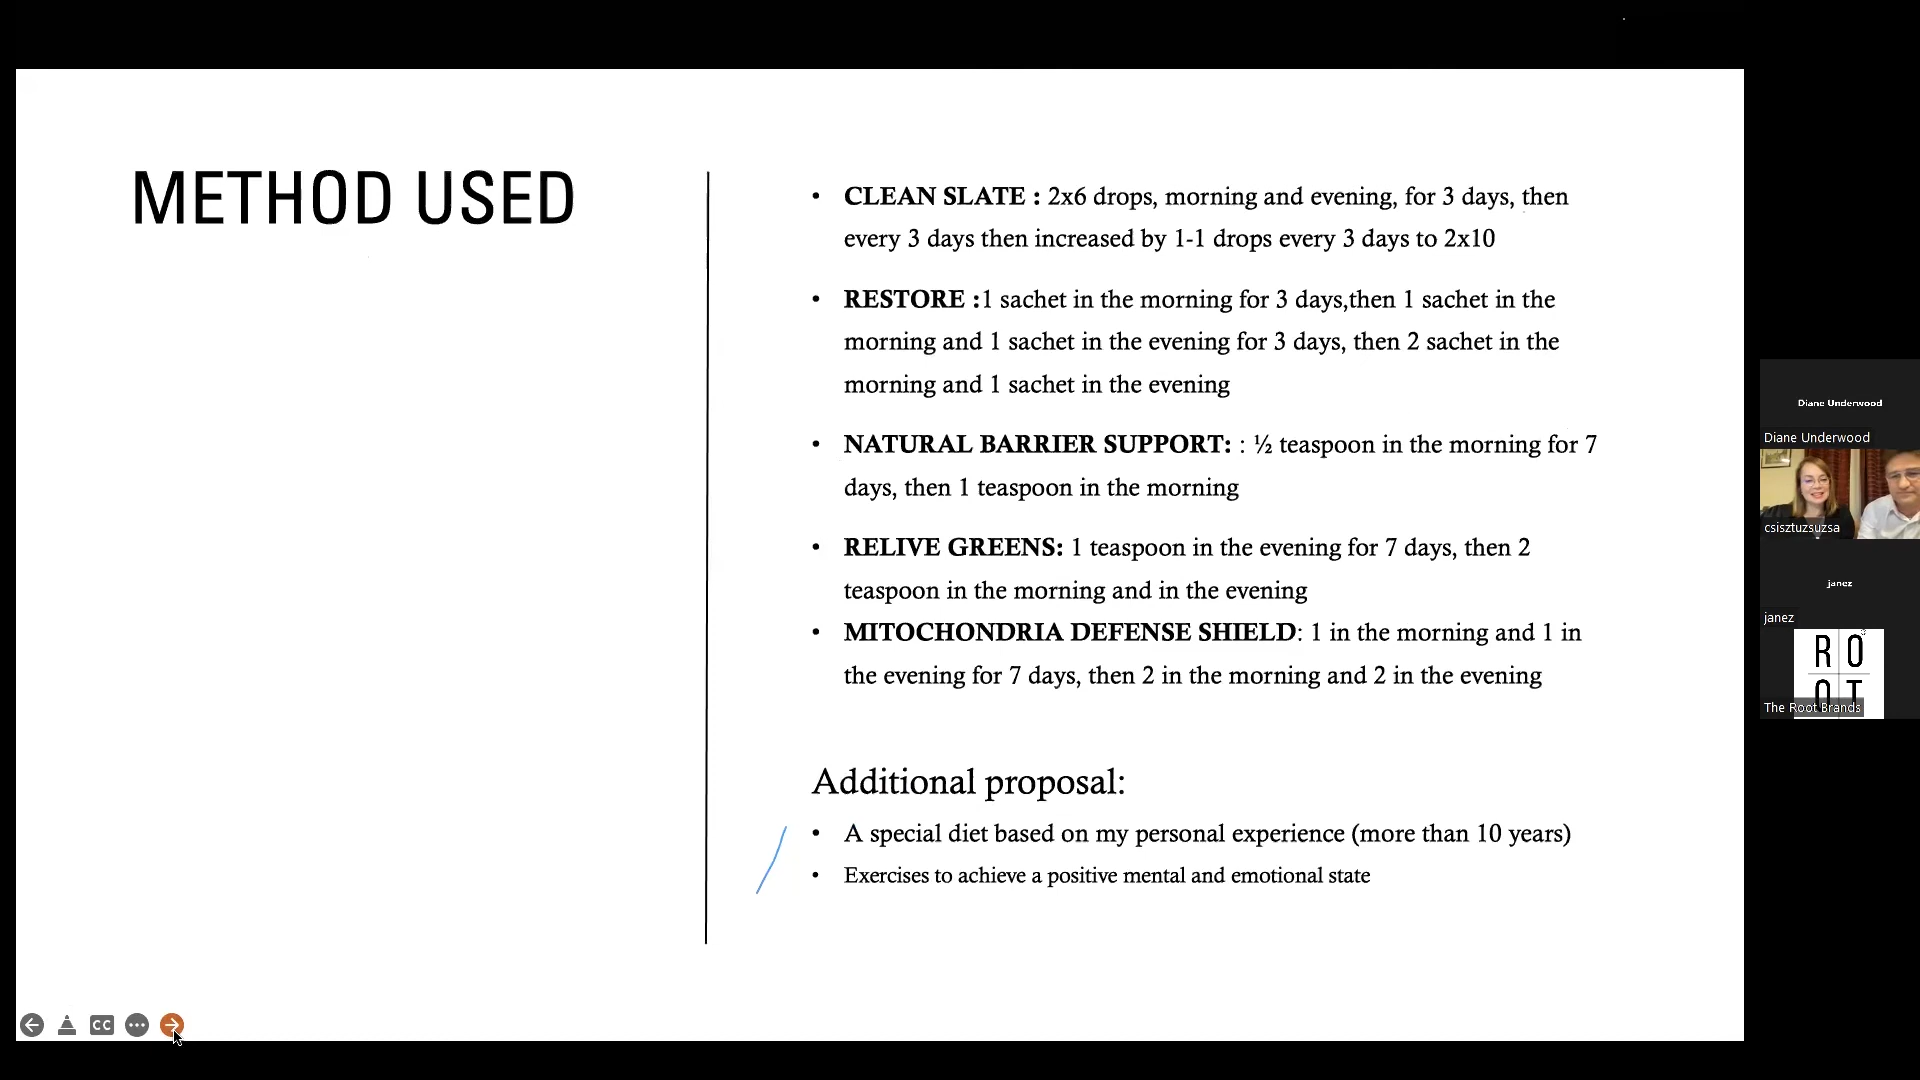 METHOD USED
• CLEAN SLATE : 2x6 drops, morning and evening, for 3 days, then
every 3 days then increased by 1-1 drops every 3 days to 2x10
• RESTORE :1 sachet in the morning for 3 days,then 1 sachet in the
morning and 1 sachet in the evening for 3 days, then 2 sachet in the
morning and 1 sachet in the evening
• NATURAL BARRIER SUPPORT: : ½ teaspoon in the morning for 7
days, then 1 teaspoon in the morning
• RELIVE GREENS: 1 teaspoon in the evening for 7 days, then 2
teaspoon in the morning and in the evening
• MITOCHONDRIA DEFENSE SHIELD: 1 in the morning and 1 in
the evening for 7 days, then 2 in the morning and 2 in the evening
Additional proposal:
• A special diet based on my personal experience (more than 10 years)
• Exercises to achieve a positive mental and emotional state
CC
Diane Underwood
Diane Underwood
csisztuzsuzsa
janez
janez
RO
OT
The Root Brands